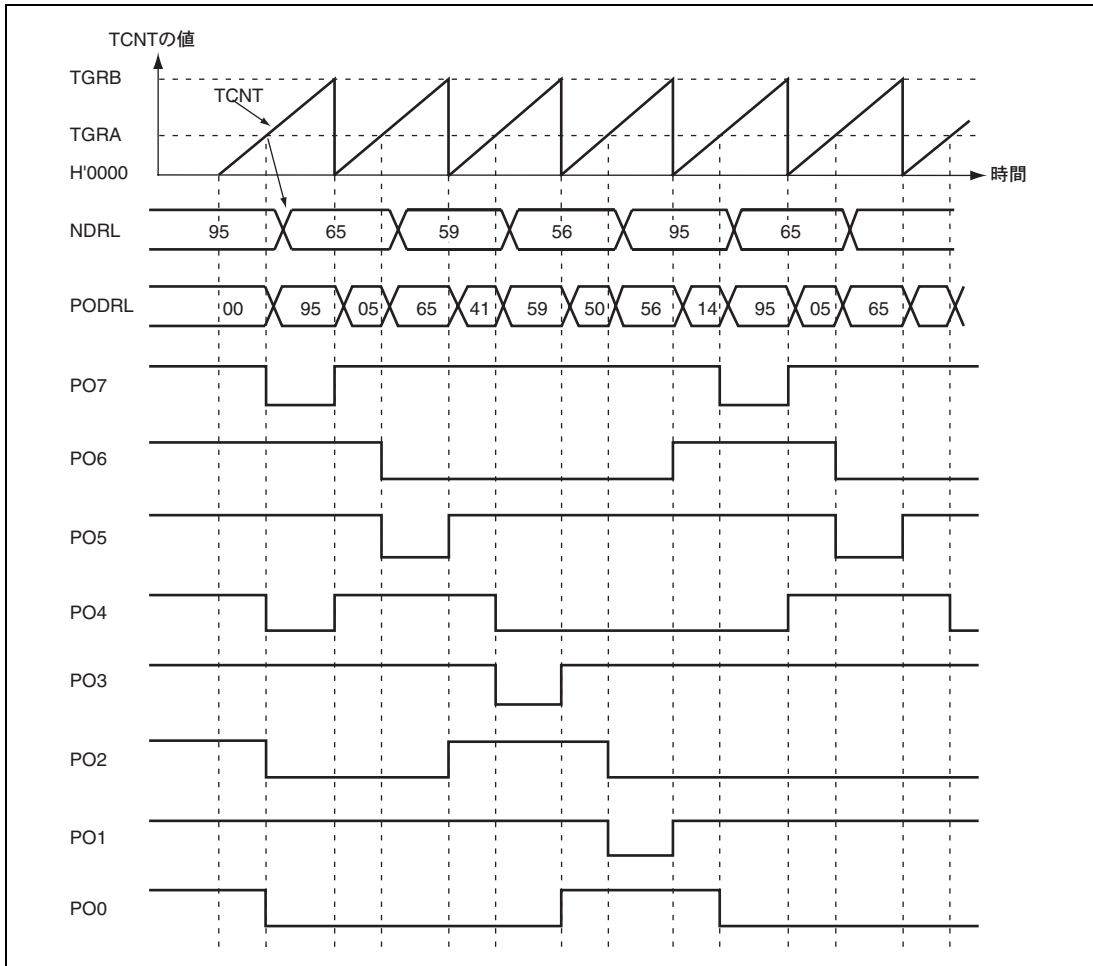 TCNTの値
TGRB
TCNT
TGRA
H'0000
時間
NDRL 95 65 59 56 95 65
PODRL 00 95 05 65 41 59 50 56 14 95 05 65
PO7
PO6
PO5
PO4
PO3
PO2
PO1
PO0